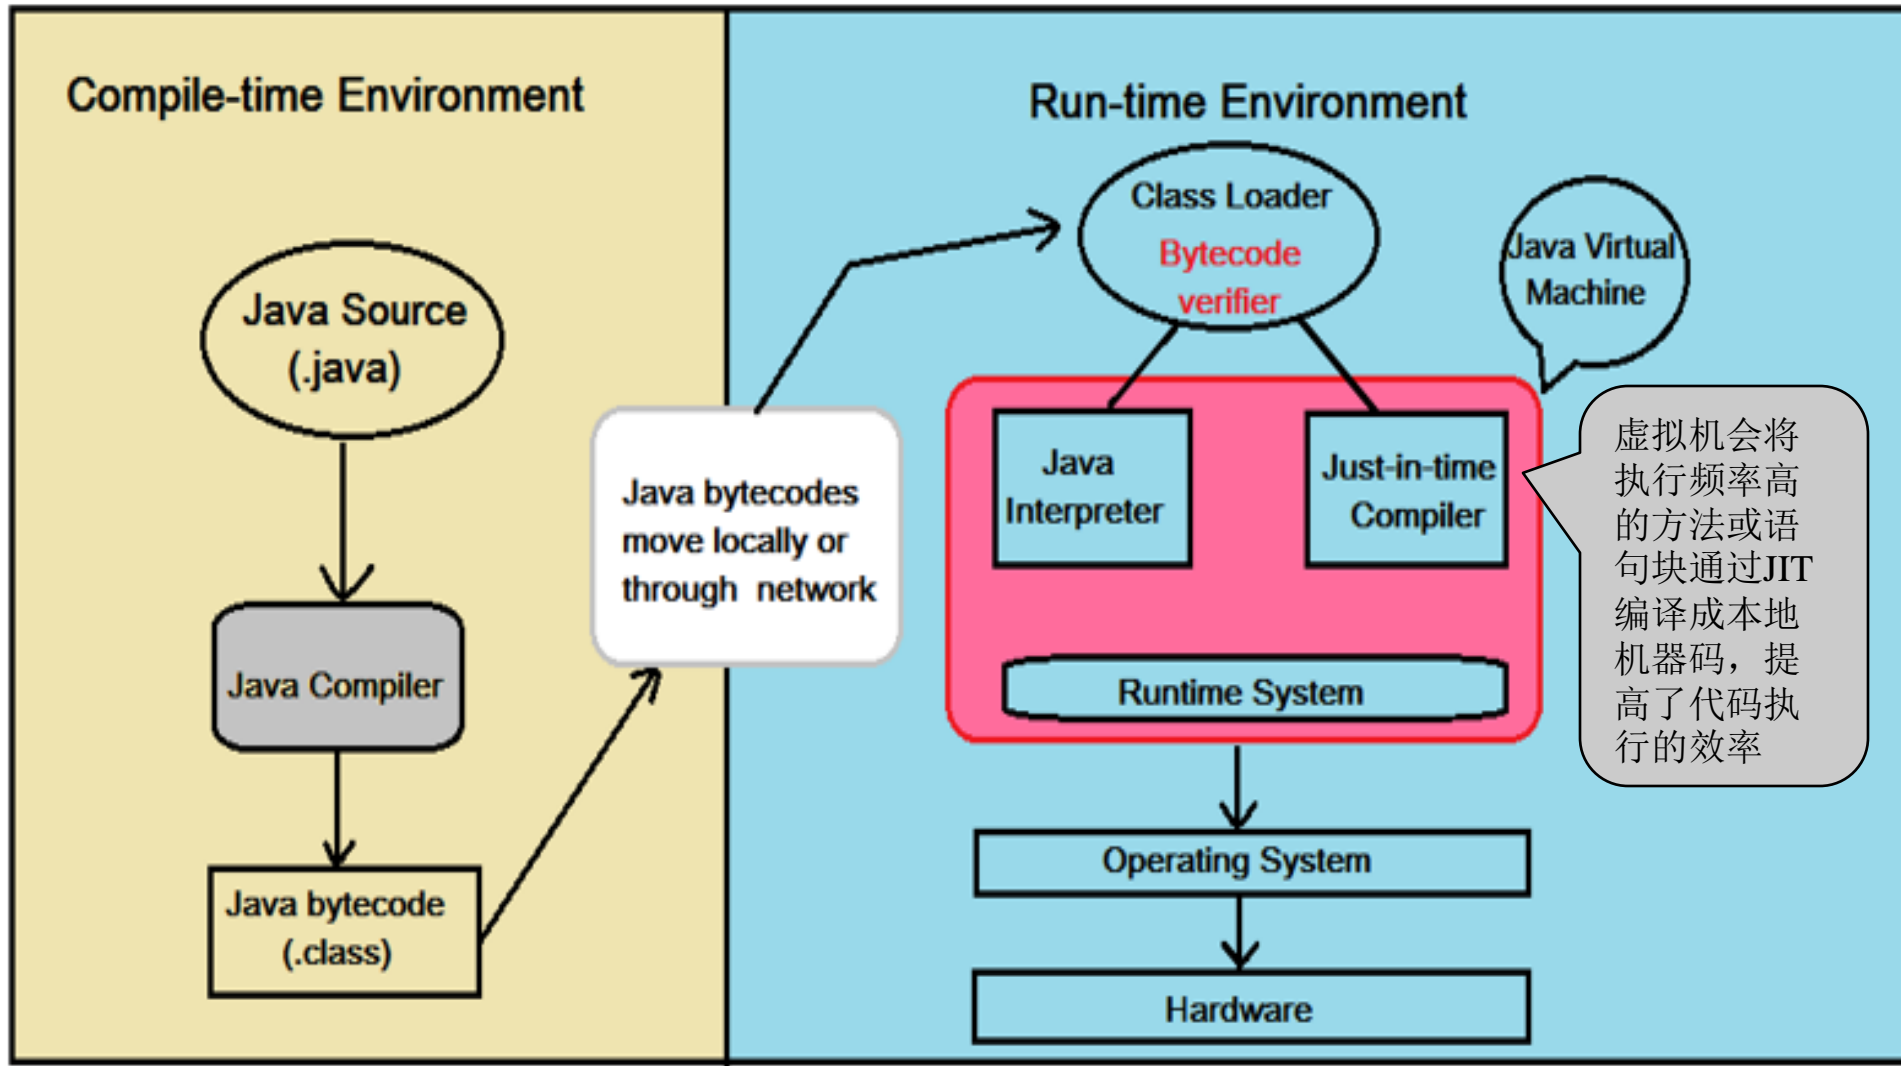 Compile-time Environment
Java Source
(.java)
Java Compiler
Java bytecode
(.class)
Java bytecodes
move locally or
through network
Run-time Environment
Class Loader
Bytecode
verifier
Java Virtual
Machine
Java
Interpreter
Just-in-time
Compiler
Runtime System
Operating System
Hardware
虚拟机会将
执行频率高
的方法或语
句块通过JIT
编译成本地
机器码，提
高了代码执
行的效率